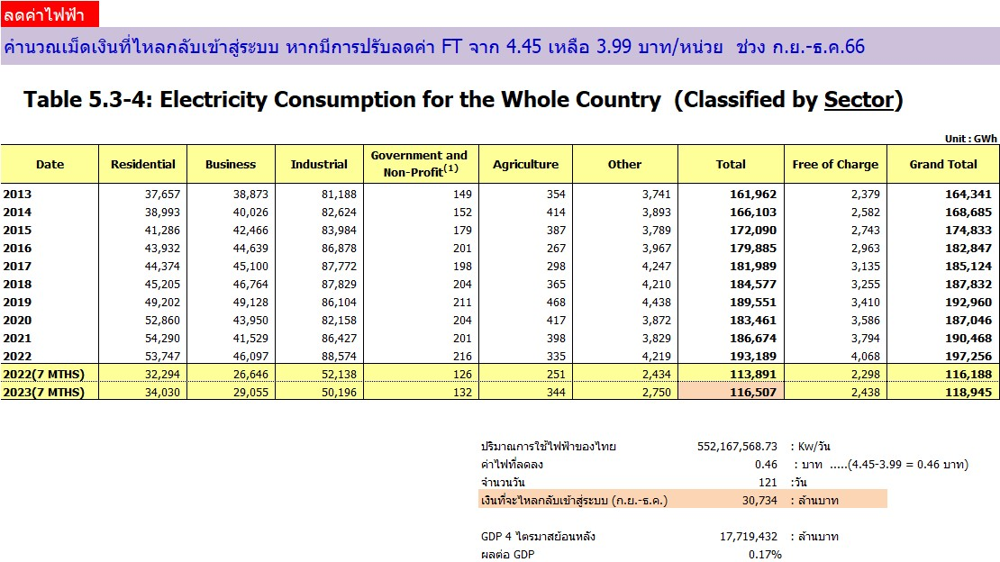 ลดค่าไฟฟ้า
คำนวณเม็ดเงินที่ไหลกลับเข้าสู่ระบบ หากมีการปรับลดค่า FT จาก 4.45 เหลือ 3.99 บาท/หน่วย ช่วง ก.ย.-ธ.ค.66
Table 5.3-4: Electricity Consumption for the Whole Country (Classified by Sector)
Unit : GWh
Date Residential Business Industrial Government and Non-Profit(1) Agriculture Other Total Free of Charge Grand Total
2013 37,657 38,873 81,188 149 354 3,741 161,962 2,379 164,341
2014 38,993 40,026 82,624 152 414 3,893 166,103 2,582 168,685
2015 41,286 42,466 83,984 179 387 3,789 172,090 2,743 174,833
2016 43,932 44,639 86,878 201 267 3,967 179,885 2,963 182,847
2017 44,374 45,100 87,772 198 298 4,247 181,989 3,135 185,124
2018 45,205 46,764 87,829 204 365 4,210 184,577 3,255 187,832
2019 49,202 49,128 86,104 211 468 4,438 189,551 3,410 192,960
2020 52,860 43,950 82,158 204 417 3,872 183,461 3,586 187,046
2021 54,290 41,529 86,427 201 398 3,829 186,674 3,794 190,468
2022 53,747 46,097 88,574 216 335 4,219 193,189 4,068 197,256
2022(7 MTHS) 32,294 26,646 52,138 126 251 2,434 113,891 2,298 116,188
2023(7 MTHS) 34,030 29,055 50,196 132 344 2,750 116,507 2,438 118,945
ปริมาณการใช้ไฟฟ้าของไทย 552,167,568.73 : Kw/วัน
ค่าไฟที่ลดลง 0.46 : บาท .....(4.45-3.99 = 0.46 บาท)
จำนวนวัน 121 :วัน
เงินที่จะไหลกลับเข้าสู่ระบบ (ก.ย.-ธ.ค.) 30,734 : ล้านบาท
GDP 4 ไตรมาสย้อนหลัง 17,719,432 : ล้านบาท
ผลต่อ GDP 0.17%